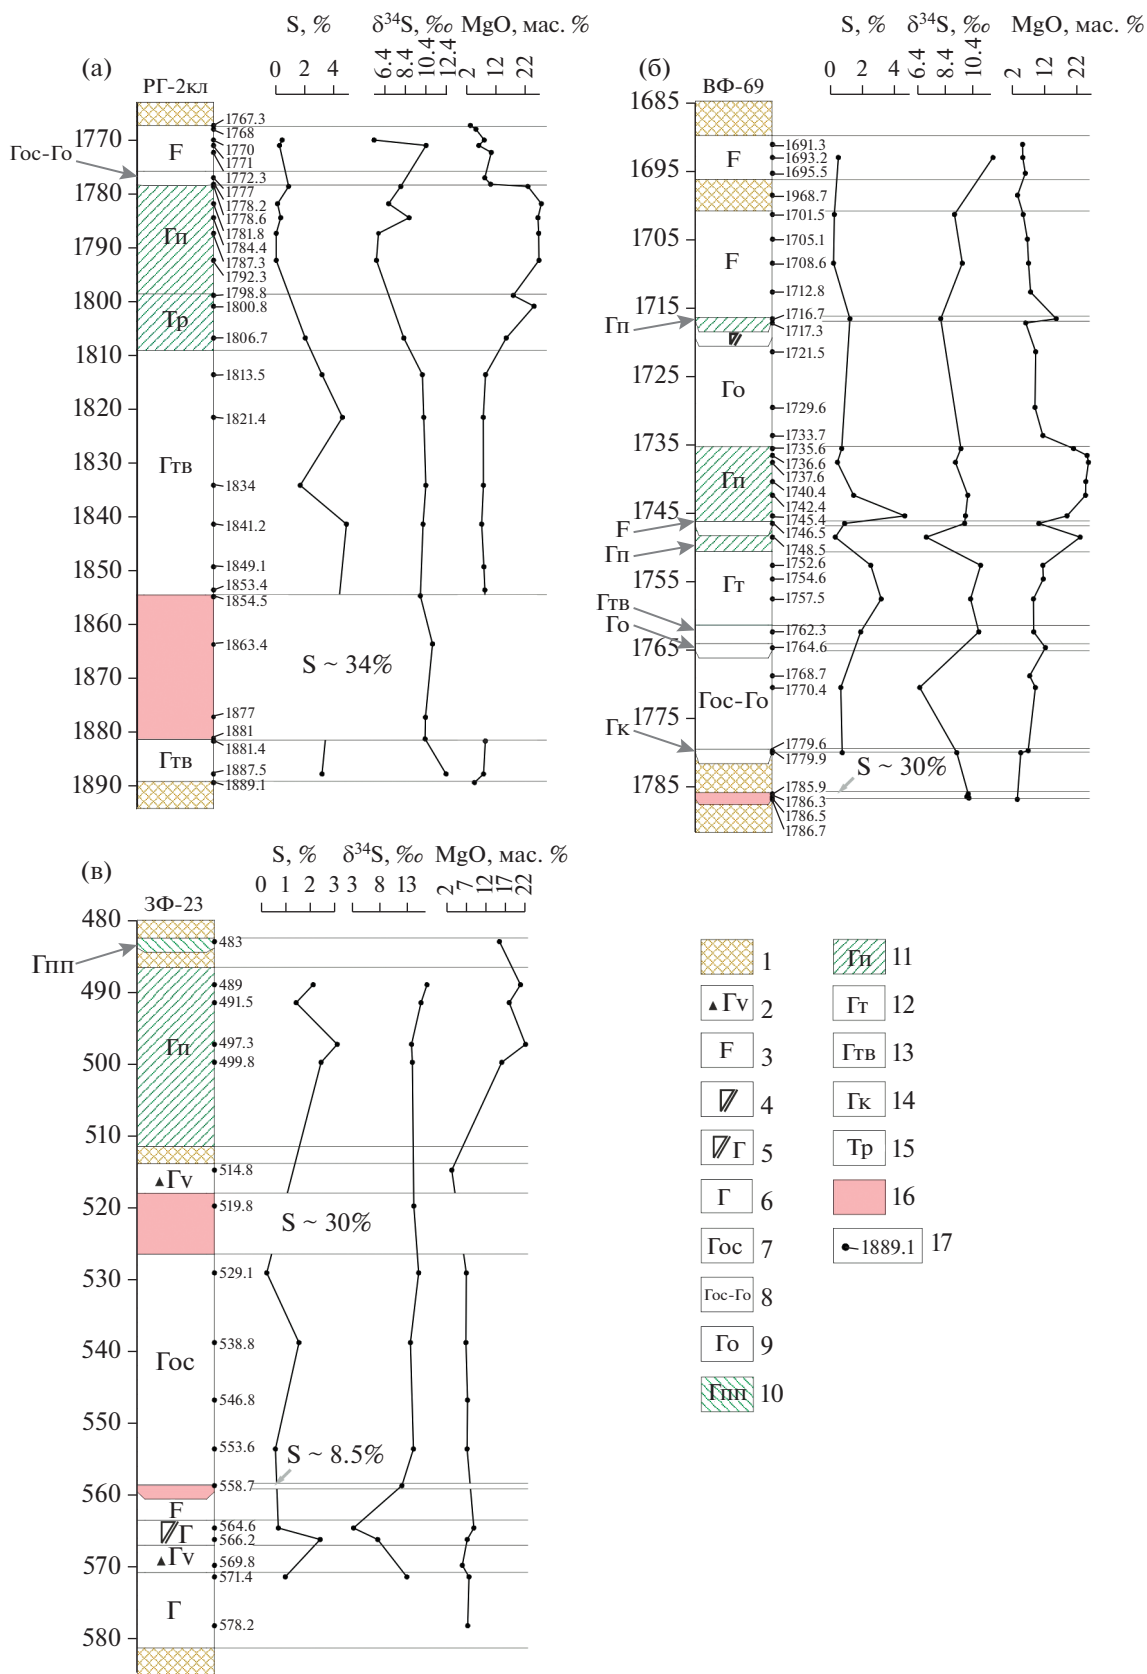 (а)
РГ-2кл
S, %
δ³⁴S, ‰
MgO, мас. %
0 2 4
6.4 8.4 10.4 12.4
2 12 22
1770
1780
1790
1800
1810
1820
1830
1840
1850
1860
1870
1880
1890
Гос-Го
F
Гп
Тр
Гтв
Гтв
1767.3
1768
1770
1771
1772.3
1777
1778.2
1778.6
1781.8
1784.4
1787.3
1792.3
1798.8
1800.8
1806.7
1813.5
1821.4
1834
1841.2
1849.1
1853.4
1854.5
1863.4
1877
1881
1881.4
1887.5
1889.1
S ~ 34%
(б)
ВФ-69
S, %
δ³⁴S, ‰
MgO, мас. %
0 2 4
6.4 8.4 10.4
2 12 22
1685
1695
1705
1715
1725
1735
1745
1755
1765
1775
1785
F
F
Гп
Го
Гп
F
Гп
Гт
Гтв
Го
Гос-Го
Гк
1691.3
1693.2
1695.5
1968.7
1701.5
1705.1
1708.6
1712.8
1716.7
1717.3
1721.5
1729.6
1733.7
1735.6
1736.6
1737.6
1740.4
1742.4
1745.4
1746.5
1748.5
1752.6
1754.6
1757.5
1762.3
1764.6
1768.7
1770.4
1779.6
1779.9
1785.9
1786.3
1786.5
1786.7
S ~ 30%
(в)
ЗФ-23
S, %
δ³⁴S, ‰
MgO, мас. %
0 1 2 3
3 8 13
2 7 12 17 22
480
490
500
510
520
530
540
550
560
570
580
Гпп
Гп
Гv
Гос
F
Г
Гv
Г
483
489
491.5
497.3
499.8
514.8
519.8
529.1
538.8
546.8
553.6
558.7
564.6
566.2
569.8
571.4
578.2
S ~ 30%
S ~ 8.5%
1
▲Гv 2
F 3
4
Г 5
Г 6
Гос 7
Гос-Го 8
Го 9
Гпп 10
Гп 11
Гт 12
Гтв 13
Гк 14
Тр 15
16
1889.1 17